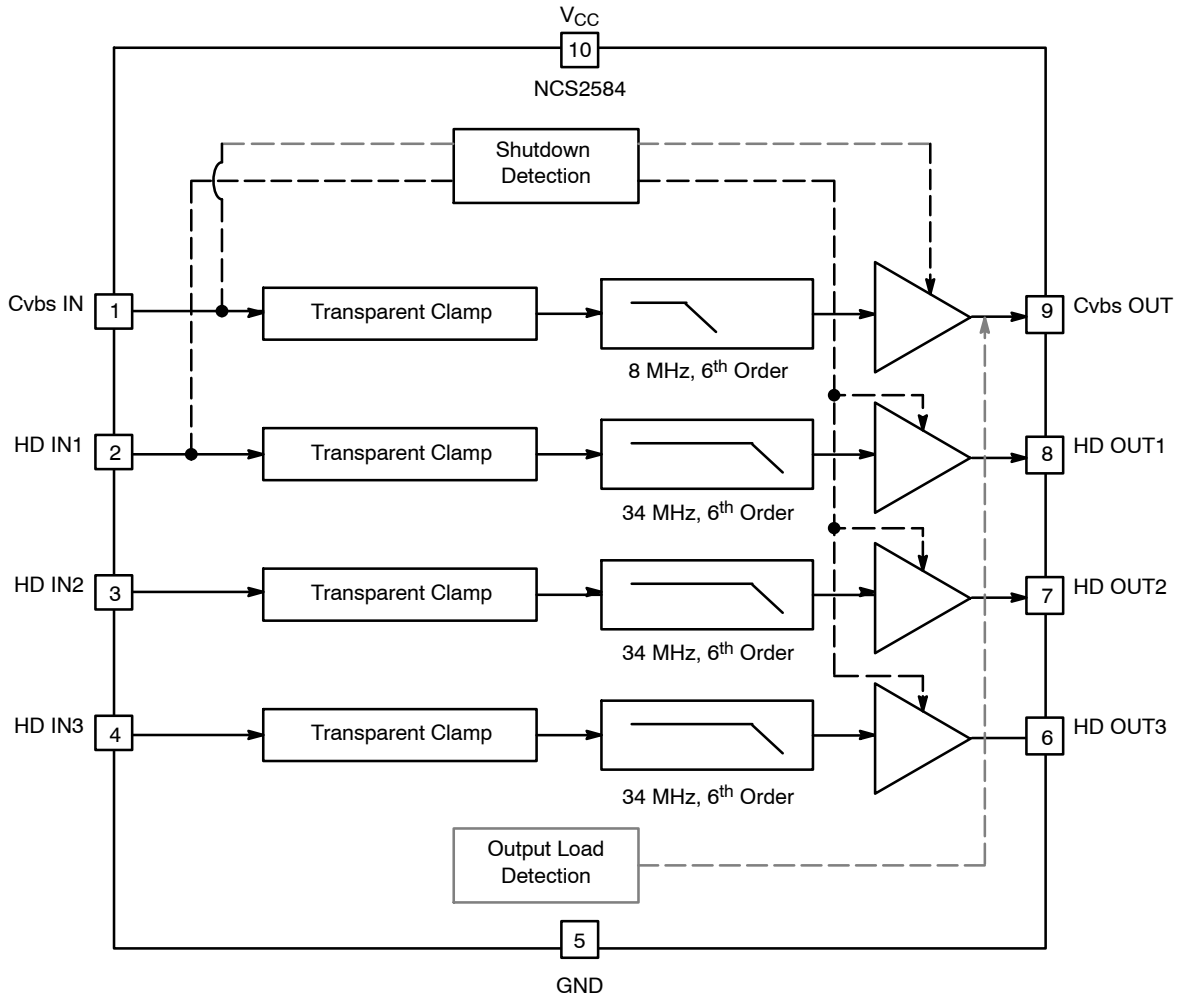 VCC
10
NCS2584
Shutdown
Detection
Cvbs IN
1
Transparent Clamp
8 MHz, 6th Order
9
Cvbs OUT
HD IN1
2
Transparent Clamp
34 MHz, 6th Order
8
HD OUT1
HD IN2
3
Transparent Clamp
34 MHz, 6th Order
7
HD OUT2
HD IN3
4
Transparent Clamp
34 MHz, 6th Order
6
HD OUT3
Output Load
Detection
5
GND